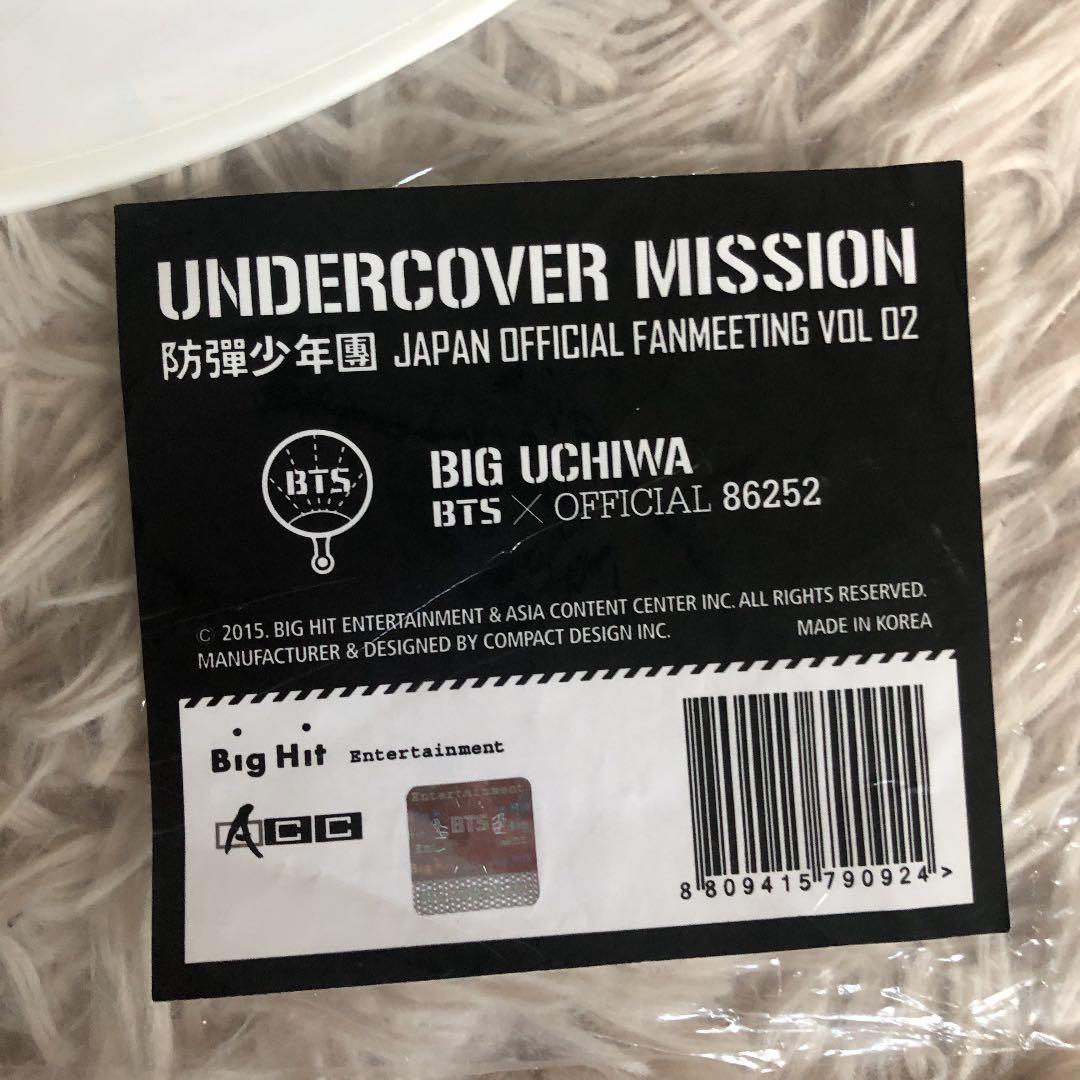 UNDERCOVER MISSION
防彈少年團 JAPAN OFFICIAL FANMEETING VOL 02
BTS
BIG UCHIWA
BTS × OFFICIAL 86252
© 2015. BIG HIT ENTERTAINMENT & ASIA CONTENT CENTER INC. ALL RIGHTS RESERVED.
MANUFACTURER & DESIGNED BY COMPACT DESIGN INC. MADE IN KOREA
Big Hit Entertainment
ACC
Entertainment
BTS
8 809415 790924 >